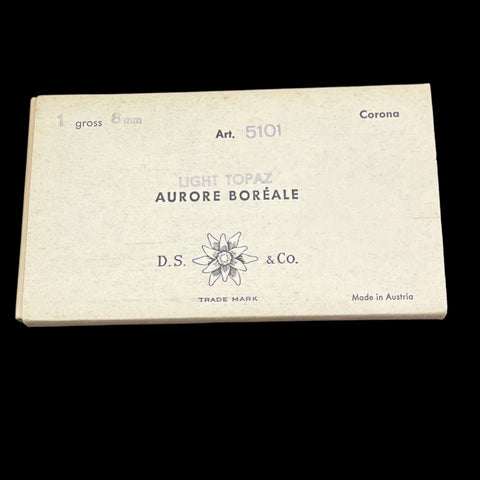 1 gross 8 mm
Corona
Art. 5101
LIGHT TOPAZ
AURORE BORÉALE
D.S. & Co.
TRADE MARK
Made in Austria